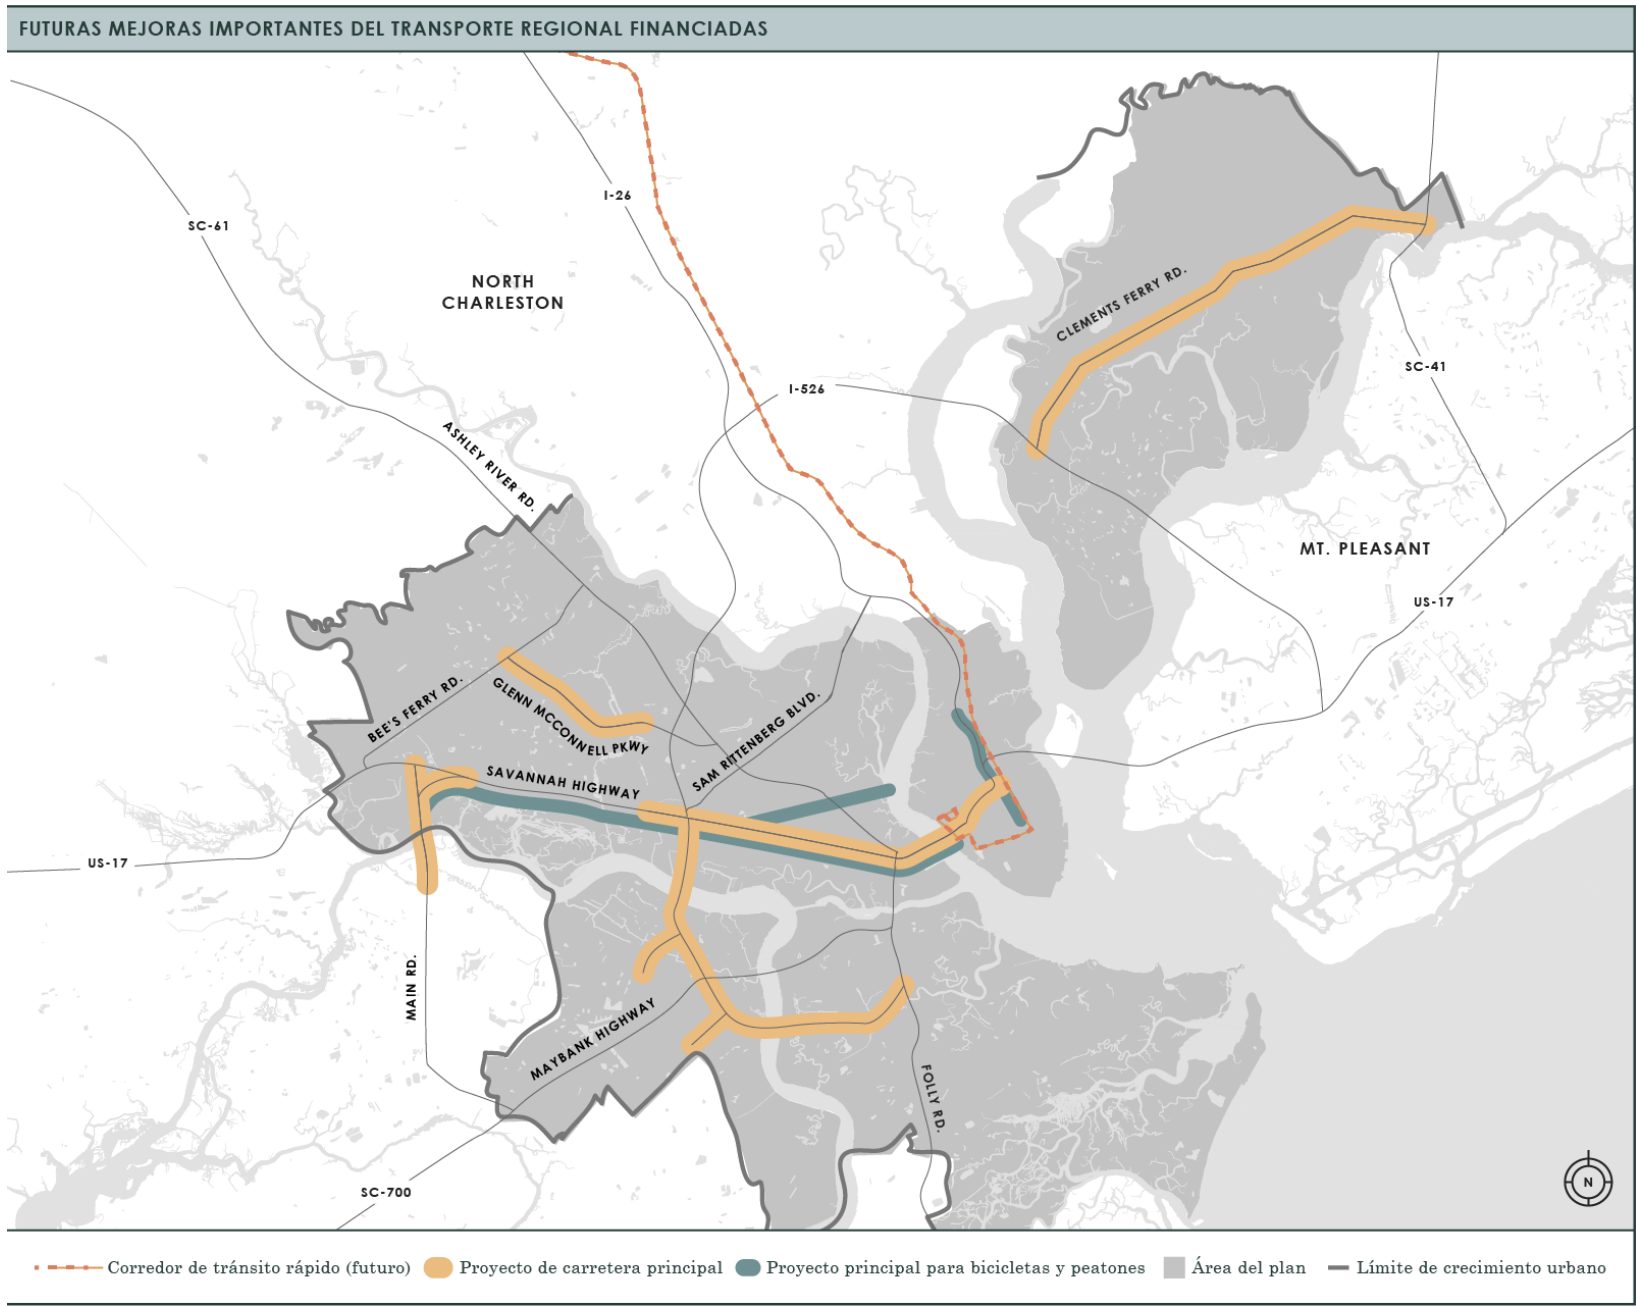 FUTURAS MEJORAS IMPORTANTES DEL TRANSPORTE REGIONAL FINANCIADAS
I-26
SC-61
NORTH
CHARLESTON
CLEMENTS FERRY RD.
SC-41
I-526
ASHLEY RIVER RD.
MT. PLEASANT
US-17
BEE'S FERRY RD.
GLENN MCCONNELL PKWY
SAM RITTENBERG BLVD.
SAVANNAH HIGHWAY
US-17
MAIN RD.
MAYBANK HIGHWAY
FOLLY RD.
SC-700
N
Corredor de tránsito rápido (futuro)
Proyecto de carretera principal
Proyecto principal para bicicletas y peatones
Área del plan
Límite de crecimiento urbano